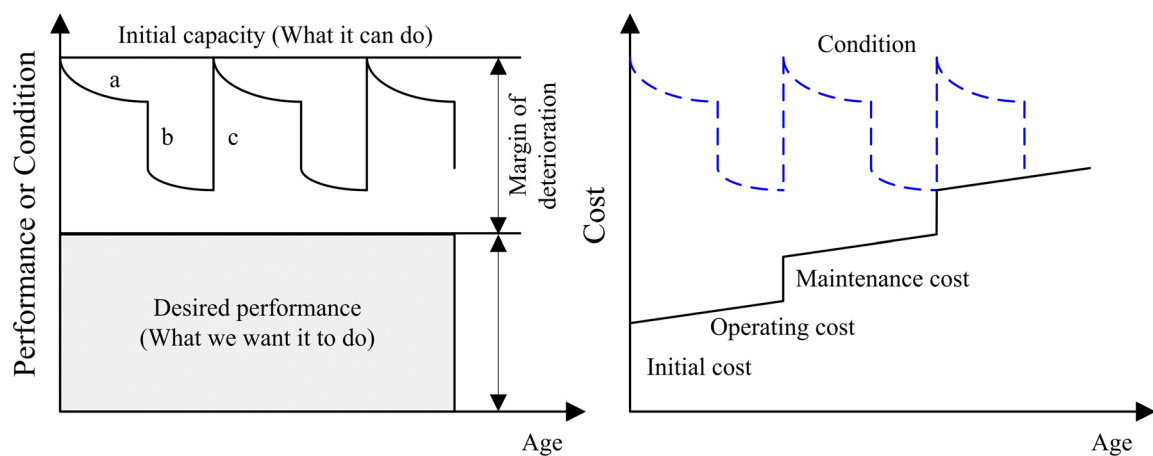 Performance or Condition
Initial capacity (What it can do)
a
b
c
Margin of
deterioration
Desired performance
(What we want it to do)
Age
Cost
Condition
Maintenance cost
Operating cost
Initial cost
Age